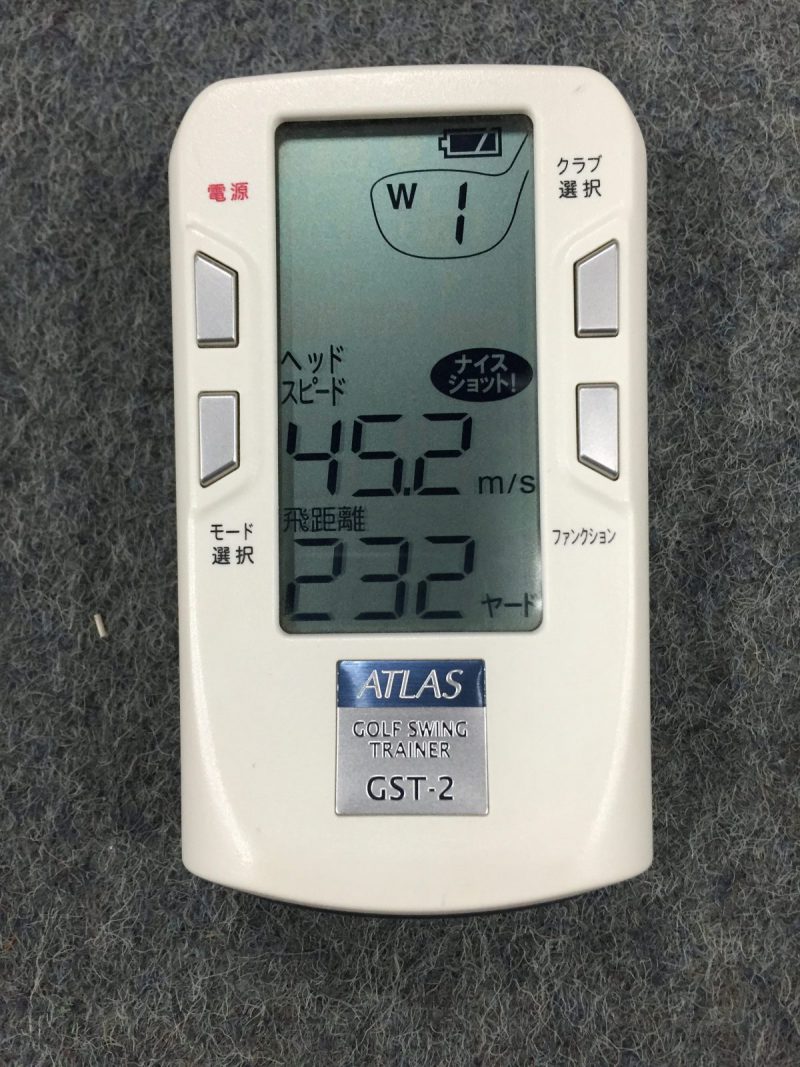 電源
クラブ
選択
W 1
ヘッド
スピード
ナイス
ショット!
45.2 m/s
飛距離
232 ヤード
モード
選択
ファンクション
ATLAS
GOLF SWING
TRAINER
GST-2